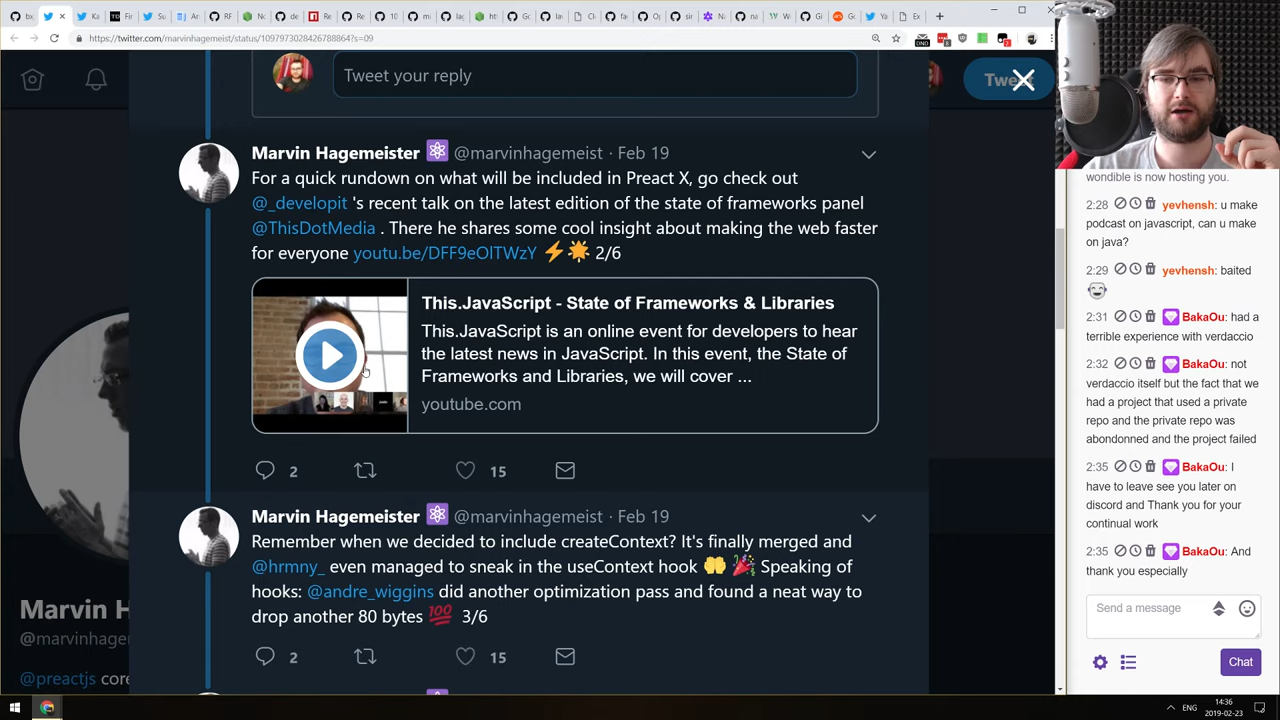 https://twitter.com/marvinhagemeist/status/1097973028426788864?s=09
Tweet your reply
Marvin Hagemeister @marvinhagemeist · Feb 19
For a quick rundown on what will be included in Preact X, go check out
@_developit 's recent talk on the latest edition of the state of frameworks panel
@ThisDotMedia . There he shares some cool insight about making the web faster
for everyone youtu.be/DFF9eOlTWzY ⚡🌟 2/6
This.JavaScript - State of Frameworks & Libraries
This.JavaScript is an online event for developers to hear
the latest news in JavaScript. In this event, the State of
Frameworks and Libraries, we will cover ...
youtube.com
2
15
Marvin Hagemeister @marvinhagemeist · Feb 19
Remember when we decided to include createContext? It's finally merged and
@hrmny_ even managed to sneak in the useContext hook 🤲 🎉 Speaking of
hooks: @andre_wiggins did another optimization pass and found a neat way to
drop another 80 bytes 💯 3/6
2
15
Marvin H
@marvinhage
@preactjs core
wondible is now hosting you.
2:28 yevhensh: u make
podcast on javascript, can u make
on java?
2:29 yevhensh: baited
2:31 BakaOu: had a
terrible experience with verdaccio
2:32 BakaOu: not
verdaccio itself but the fact that we
had a project that used a private
repo and the private repo was
abondonned and the project failed
2:35 BakaOu: I
have to leave see you later on
discord and Thank you for your
continual work
2:35 BakaOu: And
thank you especially
Send a message
Chat
ENG
14:36
2019-02-23